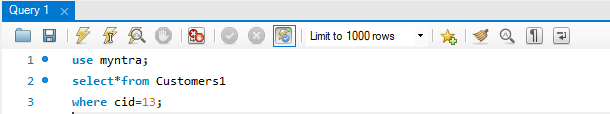 Query 1
Limit to 1000 rows
1 use myntra;
2 select*from Customers1
3 where cid=13;